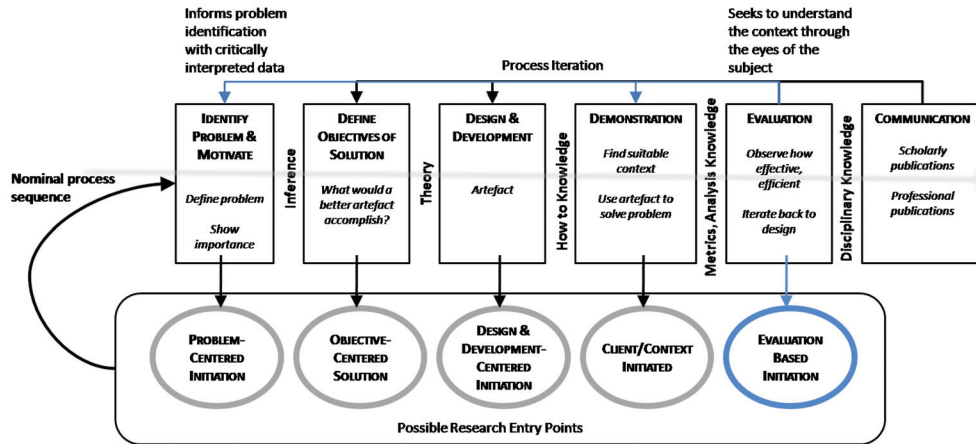 Informs problem
identification
with critically
interpreted data
Seeks to understand
the context through
the eyes of the
subject
Process Iteration
Nominal process
sequence
IDENTIFY
PROBLEM &
MOTIVATE
Define problem
Show
importance
Inference
DEFINE
OBJECTIVES OF
SOLUTION
What would a
better artefact
accomplish?
Theory
DESIGN &
DEVELOPMENT
Artefact
How to Knowledge
DEMONSTRATION
Find suitable
context
Use artefact to
solve problem
Metrics, Analysis Knowledge
EVALUATION
Observe how
effective,
efficient
Iterate back to
design
Disciplinary Knowledge
COMMUNICATION
Scholarly
publications
Professional
publications
PROBLEM-
CENTERED
INITIATION
OBJECTIVE-
CENTERED
SOLUTION
DESIGN &
DEVELOPMENT-
CENTERED
INITIATION
CLIENT/CONTEXT
INITIATED
EVALUATION
BASED
INITIATION
Possible Research Entry Points